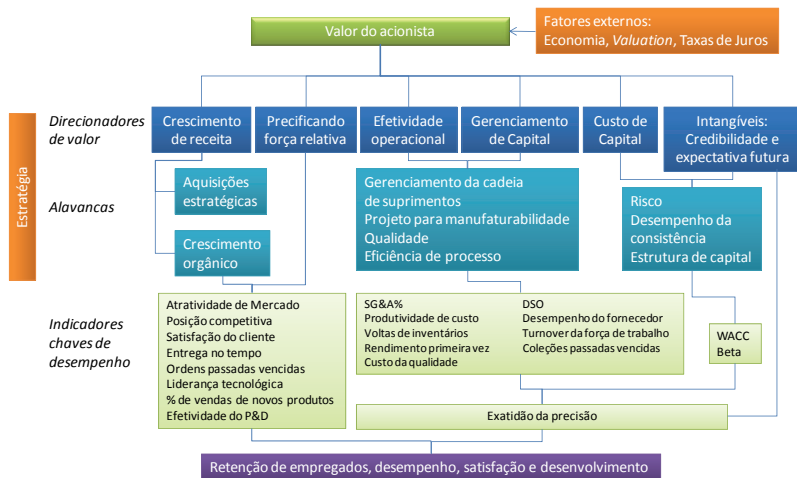 Valor do acionista
Fatores externos:
Economia, Valuation, Taxas de Juros
Estratégia
Direcionadores
de valor
Crescimento
de receita
Precificando
força relativa
Efetividade
operacional
Gerenciamento
de Capital
Custo de
Capital
Intangíveis:
Credibilidade e
expectativa futura
Alavancas
Aquisições
estratégicas
Crescimento
orgânico
Gerenciamento da cadeia
de suprimentos
Projeto para manufaturabilidade
Qualidade
Eficiência de processo
Risco
Desempenho da
consistência
Estrutura de capital
Indicadores
chaves de
desempenho
Atratividade de Mercado
Posição competitiva
Satisfação do cliente
Entrega no tempo
Ordens passadas vencidas
Liderança tecnológica
% de vendas de novos produtos
Efetividade do P&D
SG&A%
Produtividade de custo
Voltas de inventários
Rendimento primeira vez
Custo da qualidade
DSO
Desempenho do fornecedor
Turnover da força de trabalho
Coleções passadas vencidas
WACC
Beta
Exatidão da precisão
Retenção de empregados, desempenho, satisfação e desenvolvimento